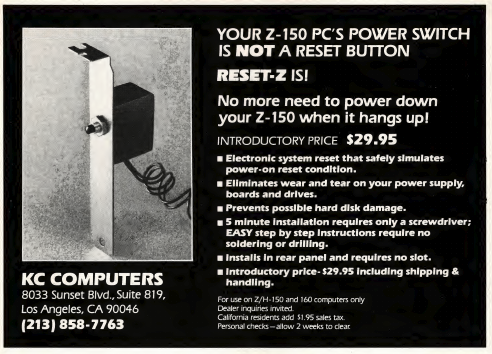 YOUR Z-150 PC'S POWER SWITCH
IS NOT A RESET BUTTON
RESET-Z IS!
No more need to power down
your Z-150 when it hangs up!
INTRODUCTORY PRICE $29.95
■ Electronic system reset that safely simulates
power-on reset condition.
■ Eliminates wear and tear on your power supply,
boards and drives.
■ Prevents possible hard disk damage.
■ 5 minute installation requires only a screwdriver;
EASY step by step instructions require no
soldering or drilling.
■ Installs in rear panel and requires no slot.
■ Introductory price-$29.95 including shipping &
handling.
For use on Z/H-150 and 160 computers only
Dealer inquiries invited.
California residents add $1.95 sales tax.
Personal checks—allow 2 weeks to clear.
KC COMPUTERS
8033 Sunset Blvd., Suite 819,
Los Angeles, CA 90046
(213) 858-7763